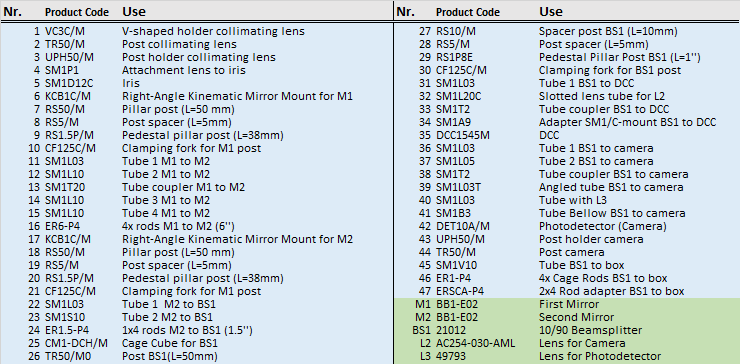 Nr. Product Code Use
1 VC3C/M V-shaped holder collimating lens
2 TR50/M Post collimating lens
3 UPH50/M Post holder collimating lens
4 SM1P1 Attachment lens to iris
5 SM1D12C Iris
6 KCB1C/M Right-Angle Kinematic Mirror Mount for M1
7 RS50/M Pillar post (L=50 mm)
8 RS5/M Post spacer (L=5mm)
9 RS1.5P/M Pedestal pillar post (L=38mm)
10 CF125C/M Clamping fork for M1 post
11 SM1L03 Tube 1 M1 to M2
12 SM1L10 Tube 2 M1 to M2
13 SM1T20 Tube coupler M1 to M2
14 SM1L10 Tube 3 M1 to M2
15 SM1L10 Tube 4 M1 to M2
16 ER6-P4 4x rods M1 to M2 (6'')
17 KCB1C/M Right-Angle Kinematic Mirror Mount for M2
18 RS50/M Pillar post (L=50 mm)
19 RS5/M Post spacer (L=5mm)
20 RS1.5P/M Pedestal pillar post (L=38mm)
21 CF125C/M Clamping fork for M1 post
22 SM1L03 Tube 1 M2 to BS1
23 SM1S10 Tube 2 M2 to BS1
24 ER1.5-P4 1x4 rods M2 to BS1 (1.5'')
25 CM1-DCH/M Cage Cube for BS1
26 TR50/M0 Post BS1(L=50mm)
Nr. Product Code Use
27 RS10/M Spacer post BS1 (L=10mm)
28 RS5/M Post spacer (L=5mm)
29 RS1P8E Pedestal Pillar Post BS1 (L=1'')
30 CF125C/M Clamping fork for BS1 post
31 SM1L03 Tube 1 BS1 to DCC
32 SM1L20C Slotted lens tube for L2
33 SM1T2 Tube coupler BS1 to DCC
34 SM1A9 Adapter SM1/C-mount BS1 to DCC
35 DCC1545M DCC
36 SM1L03 Tube 1 BS1 to camera
37 SM1L05 Tube 2 BS1 to camera
38 SM1T2 Tube coupler BS1 to camera
39 SM1L03T Angled tube BS1 to camera
40 SM1L03 Tube with L3
41 SM1B3 Tube Bellow BS1 to camera
42 DET10A/M Photodetector (Camera)
43 UPH50/M Post holder camera
44 TR50/M Post camera
45 SM1V10 Tube BS1 to box
46 ER1-P4 4x Cage Rods BS1 to box
47 ERSCA-P4 2x4 Rod adapter BS1 to box
M1 BB1-E02 First Mirror
M2 BB1-E02 Second Mirror
BS1 21012 10/90 Beamsplitter
L2 AC254-030-AML Lens for Camera
L3 49793 Lens for Photodetector